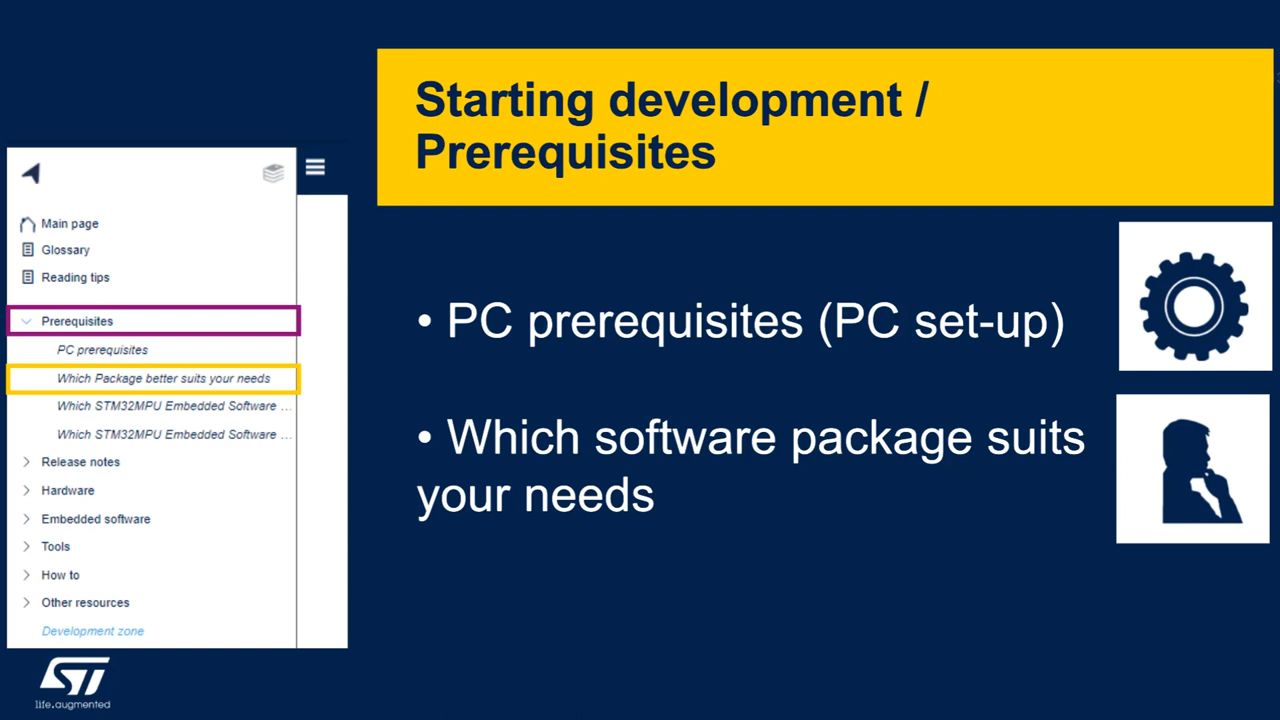 Starting development /
Prerequisites
Main page
Glossary
Reading tips
Prerequisites
PC prerequisites
Which Package better suits your needs
Which STM32MPU Embedded Software ...
Which STM32MPU Embedded Software ...
Release notes
Hardware
Embedded software
Tools
How to
Other resources
Development zone
• PC prerequisites (PC set-up)
• Which software package suits
your needs
ST
life.augmented